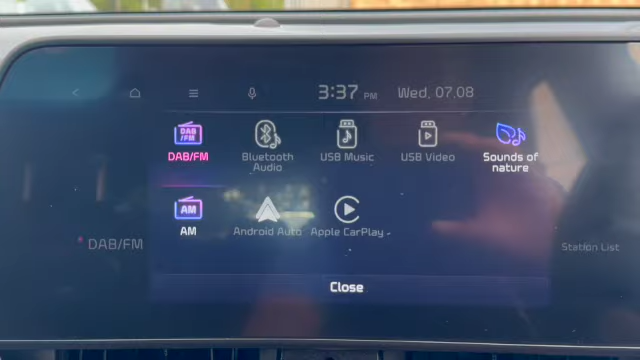 3:37 PM Wed, 07.08
DAB
/FM
DAB/FM Bluetooth USB Music USB Video Sounds of
Audio nature
AM
AM Android Auto Apple CarPlay
DAB/FM
Station List
Close